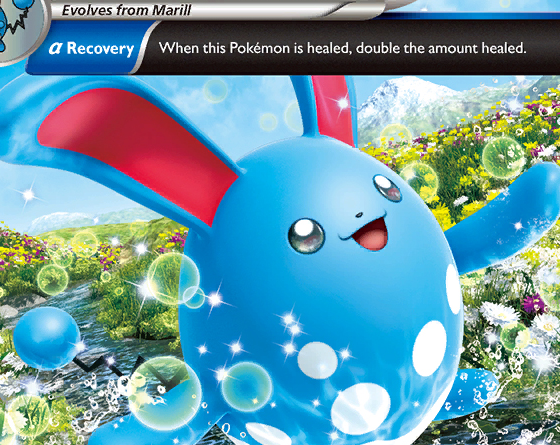 Evolves from Marill
α Recovery
When this Pokémon is healed, double the amount healed.